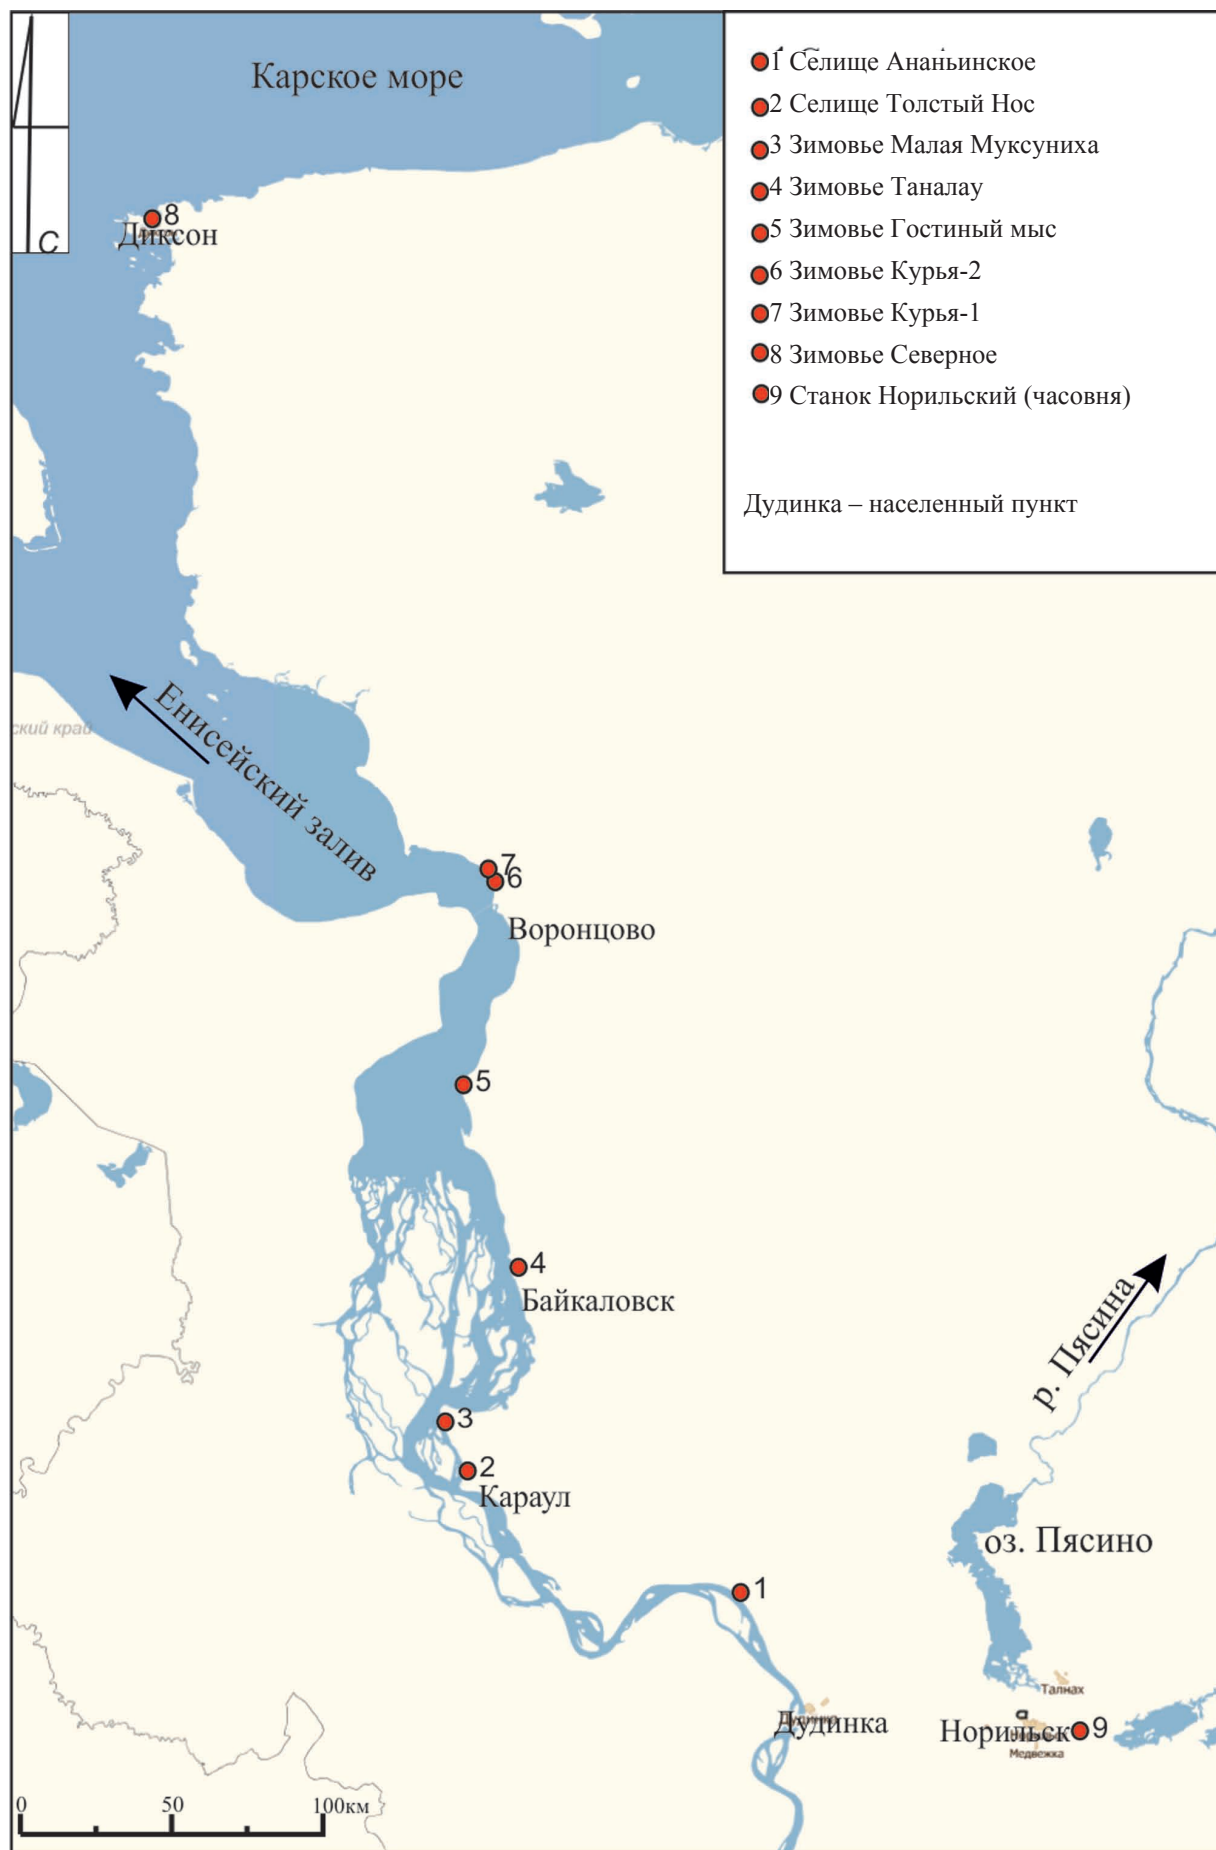 Карское море
1 Селище Ананьинское
2 Селище Толстый Нос
3 Зимовье Малая Муксуниха
4 Зимовье Таналау
5 Зимовье Гостиный мыс
6 Зимовье Курья-2
7 Зимовье Курья-1
8 Зимовье Северное
9 Станок Норильский (часовня)
Дудинка – населенный пункт
С
8
Диксон
Енисейский залив
ский край
7
6
Воронцово
5
4
Байкаловск
р. Пясина
3
2
Караул
оз. Пясино
1
Талнах
Дудинка
Дудинка
а
Норильск
9
Медвежка
0 50 100км